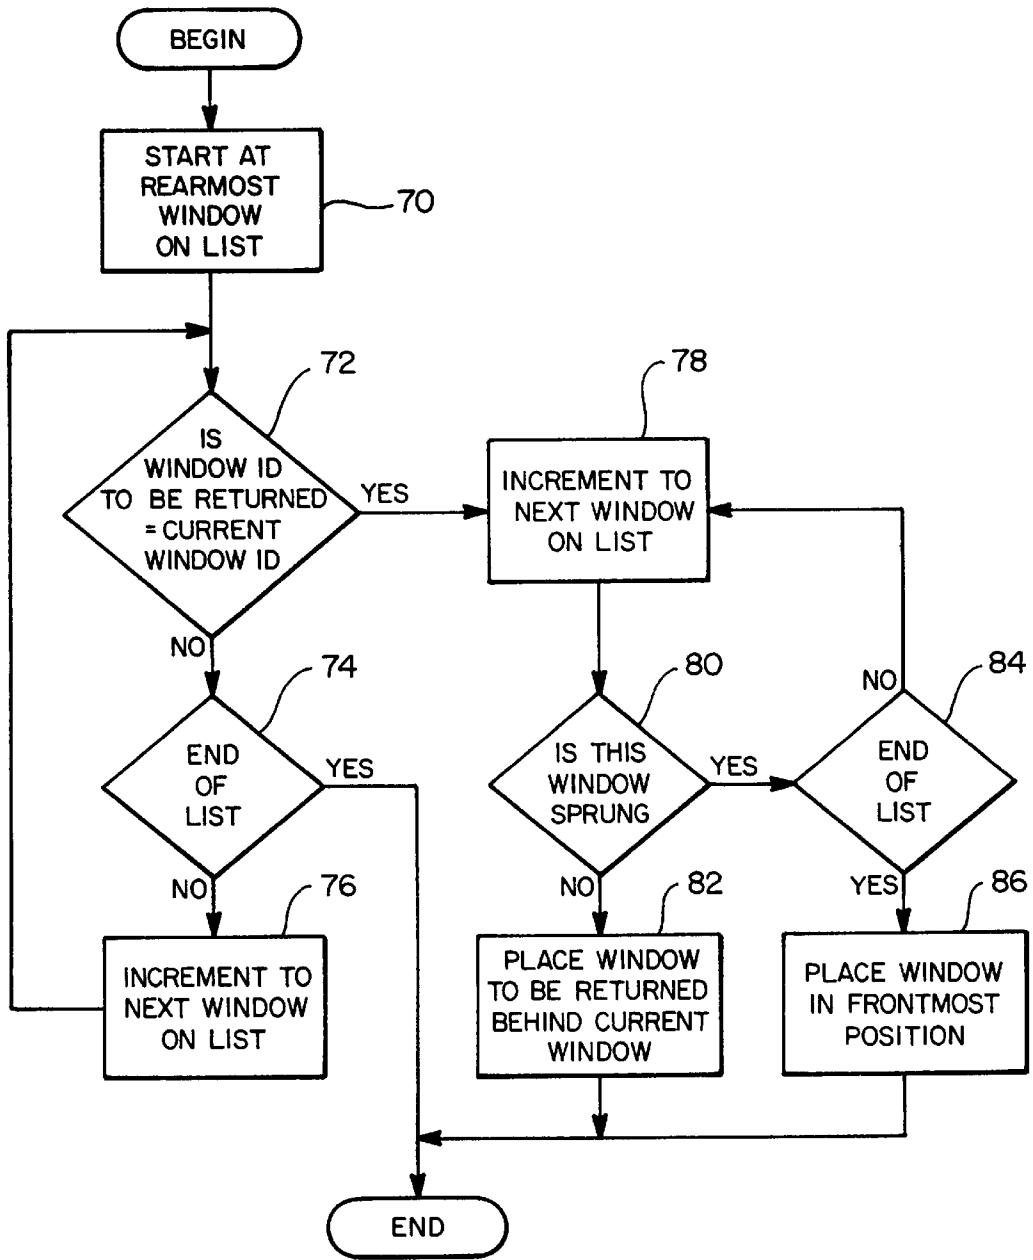 BEGIN
START AT
REARMOST
WINDOW
ON LIST
70
72
IS
WINDOW ID
TO BE RETURNED
= CURRENT
WINDOW ID
YES
NO
78
INCREMENT TO
NEXT WINDOW
ON LIST
74
END
OF
LIST
YES
NO
80
IS THIS
WINDOW
SPRUNG
YES
NO
84
NO
END
OF
LIST
YES
76
INCREMENT TO
NEXT WINDOW
ON LIST
82
PLACE WINDOW
TO BE RETURNED
BEHIND CURRENT
WINDOW
86
PLACE WINDOW
IN FRONTMOST
POSITION
END